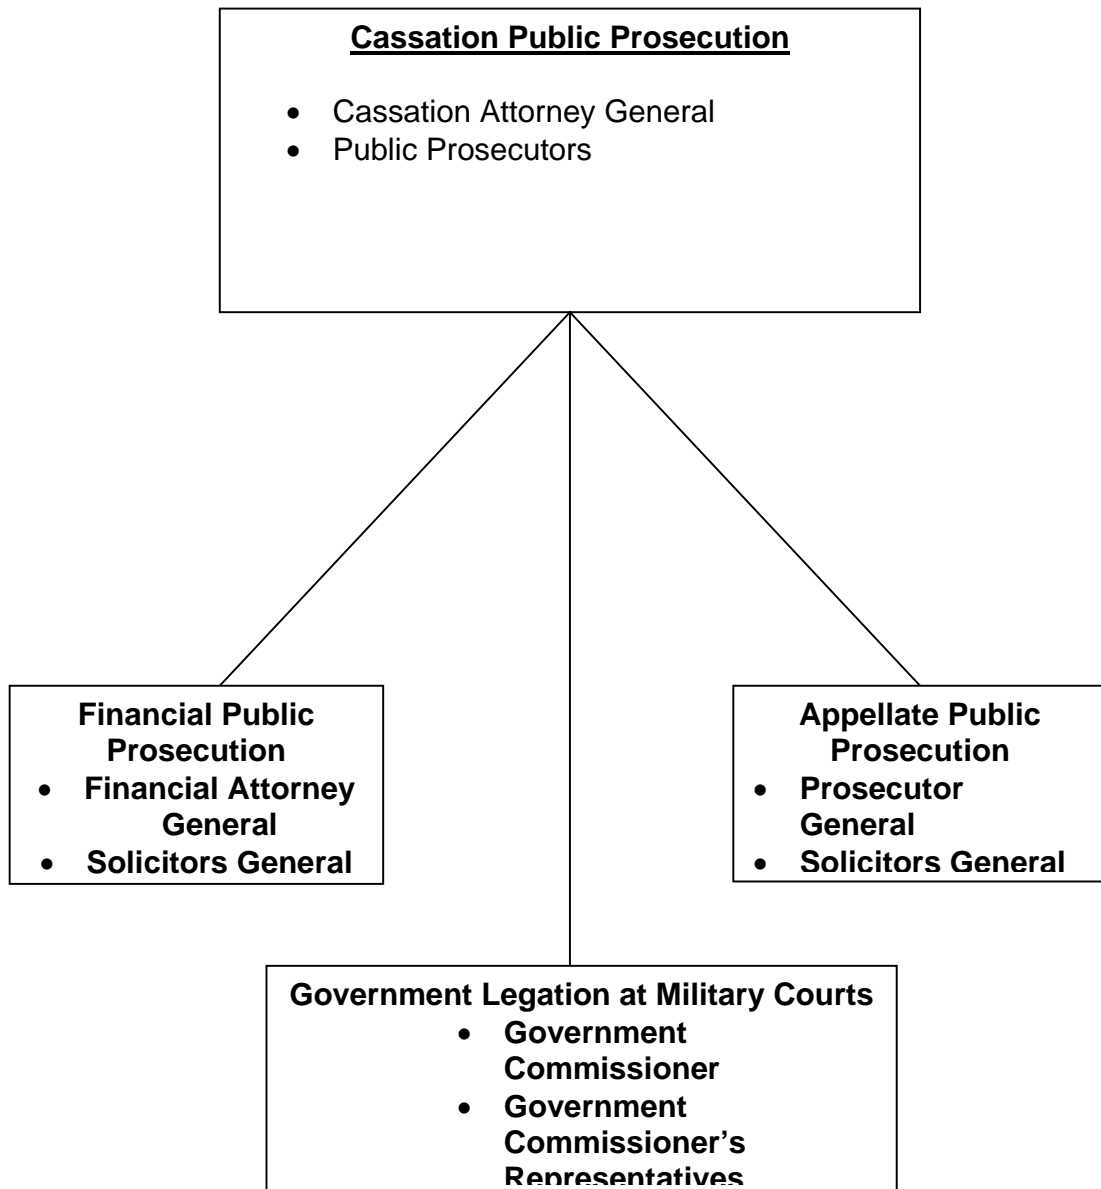 Cassation Public Prosecution
• Cassation Attorney General
• Public Prosecutors
Financial Public
Prosecution
• Financial Attorney
General
• Solicitors General
Appellate Public
Prosecution
• Prosecutor
General
• Solicitors General
Government Legation at Military Courts
• Government
Commissioner
• Government
Commissioner’s
Representatives